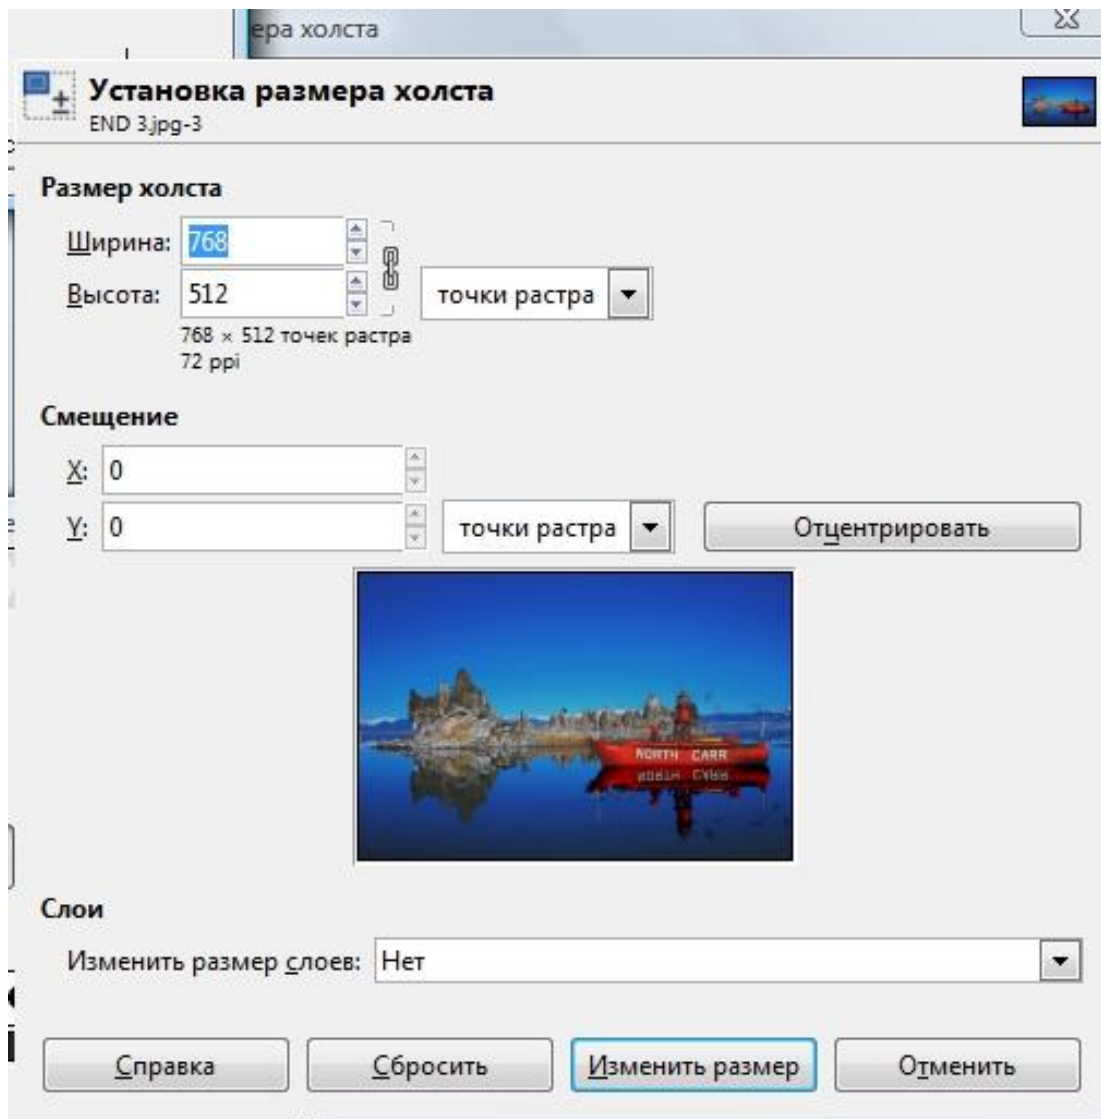 ера холста
Установка размера холста
END 3.jpg-3
Размер холста
Ширина: 768
Высота: 512 точки растра
768 × 512 точек растра
72 ppi
Смещение
X: 0
Y: 0 точки растра Отцентрировать
NORTH CARR
Слои
Изменить размер слоев: Нет
Справка Сбросить Изменить размер Отменить